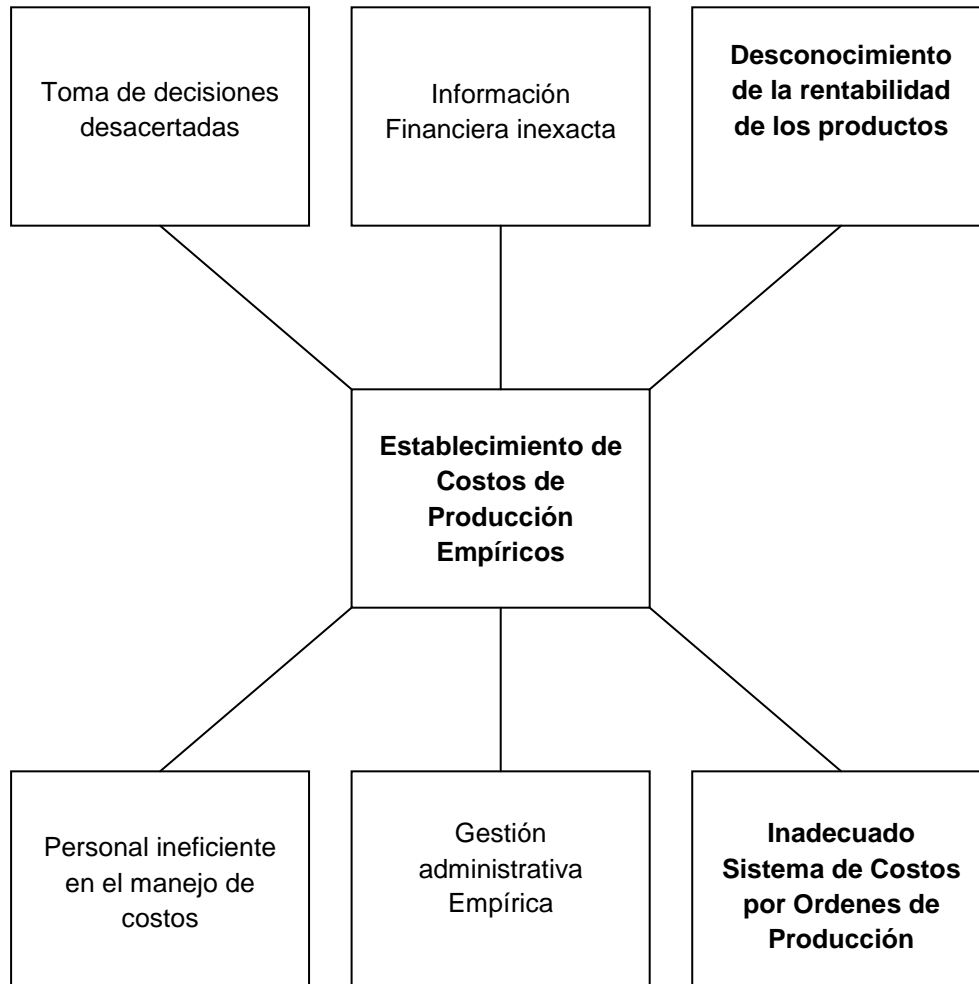 Toma de decisiones
desacertadas
Información
Financiera inexacta
Desconocimiento
de la rentabilidad
de los productos
Establecimiento de
Costos de
Producción
Empíricos
Personal ineficiente
en el manejo de
costos
Gestión
administrativa
Empírica
Inadecuado
Sistema de Costos
por Ordenes de
Producción